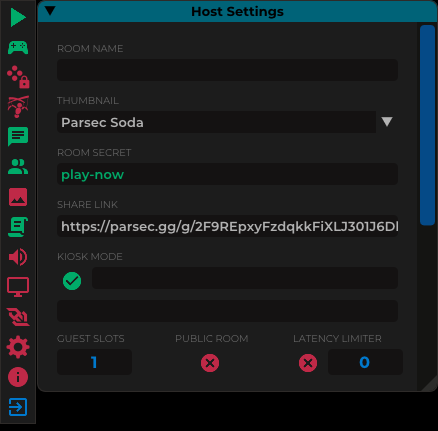 Host Settings
ROOM NAME
THUMBNAIL
Parsec Soda
ROOM SECRET
play-now
SHARE LINK
https://parsec.gg/g/2F9REpxyFzdqkkFiXLJ301J6Dl
KIOSK MODE
GUEST SLOTS PUBLIC ROOM LATENCY LIMITER
1 0